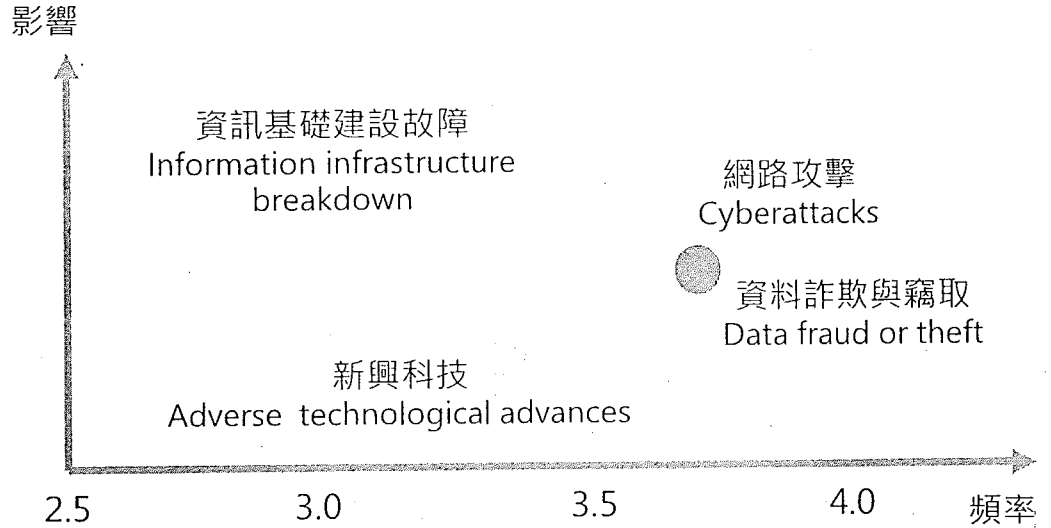 影響
資訊基礎建設故障
Information infrastructure
breakdown
網路攻擊
Cyberattacks
資料詐欺與竊取
Data fraud or theft
新興科技
Adverse technological advances
2.5
3.0
3.5
4.0
頻率